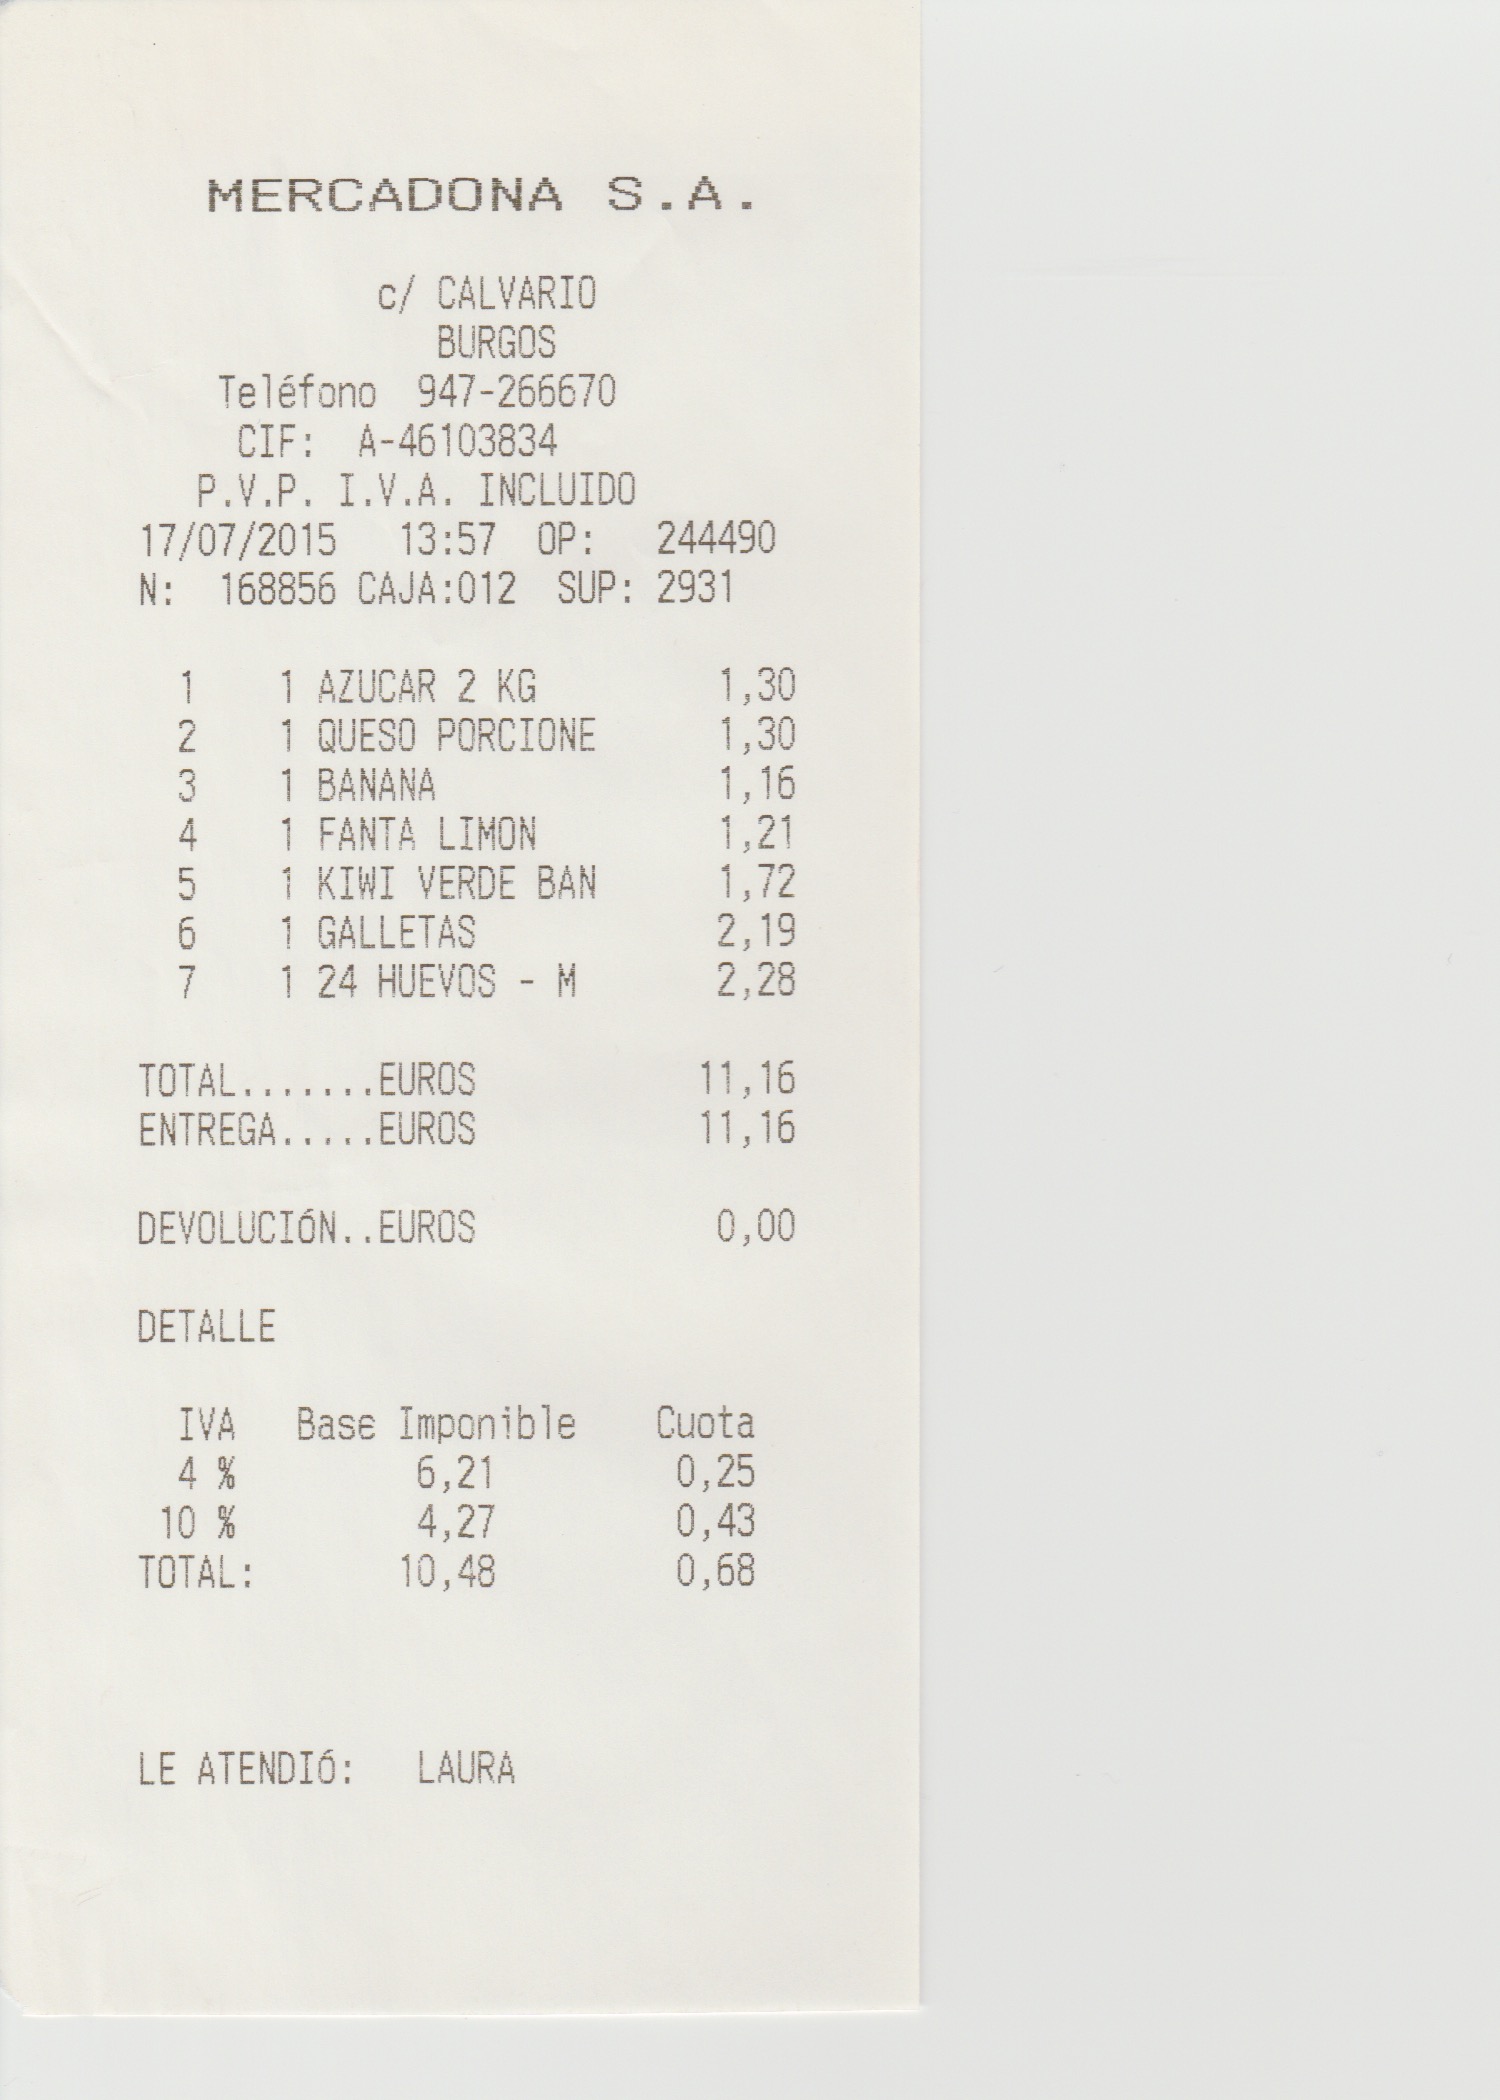 MERCADONA S.A.
c/ CALVARIO
BURGOS
Teléfono 947-266670
CIF: A-46103834
P.V.P. I.V.A. INCLUIDO
17/07/2015 13:57 OP: 244490
N: 168856 CAJA:012 SUP: 2931
1 1 AZUCAR 2 KG 1,30
2 1 QUESO PORCIONE 1,30
3 1 BANANA 1,16
4 1 FANTA LIMON 1,21
5 1 KIWI VERDE BAN 1,72
6 1 GALLETAS 2,19
7 1 24 HUEVOS - M 2,28
TOTAL.......EUROS 11,16
ENTREGA.....EUROS 11,16
DEVOLUCIóN..EUROS 0,00
DETALLE
IVA Base Imponible Cuota
4 % 6,21 0,25
10 % 4,27 0,43
TOTAL: 10,48 0,68
LE ATENDIó: LAURA